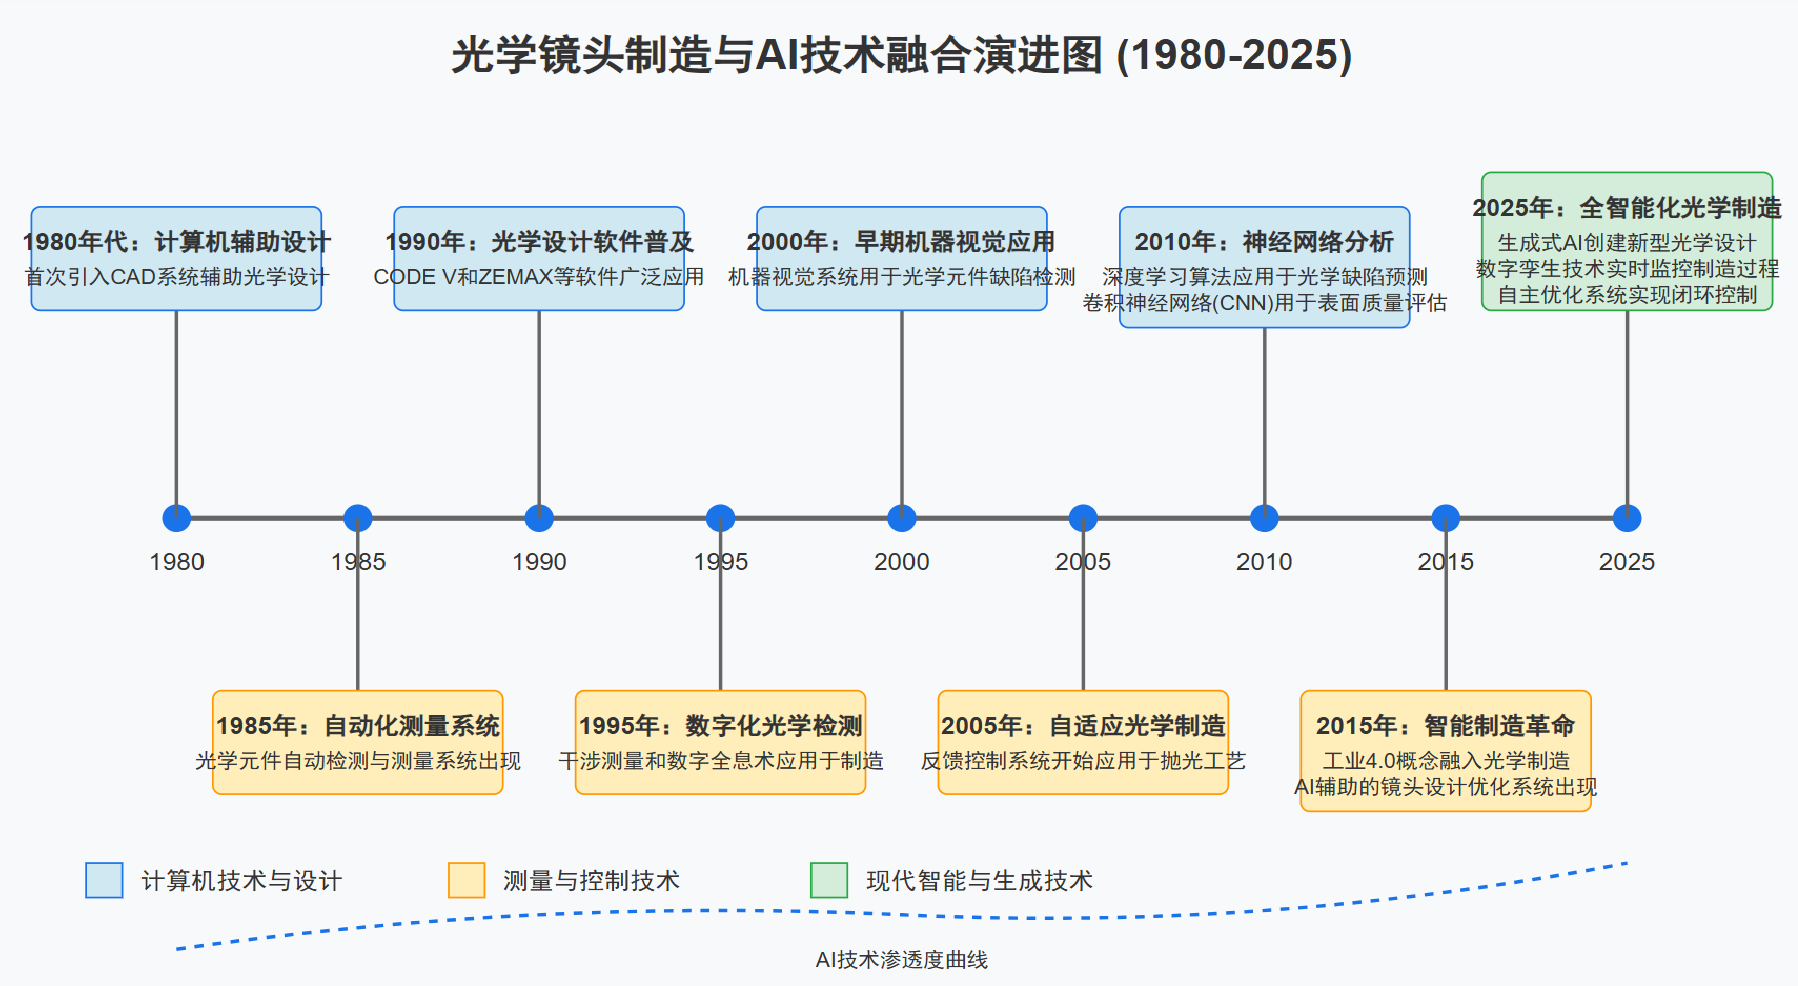 光学镜头制造与AI技术融合演进图 (1980-2025)
1980年代：计算机辅助设计
首次引入CAD系统辅助光学设计
1990年：光学设计软件普及
CODE V和ZEMAX等软件广泛应用
2000年：早期机器视觉应用
机器视觉系统用于光学元件缺陷检测
2010年：神经网络分析
深度学习算法应用于光学缺陷预测
卷积神经网络(CNN)用于表面质量评估
2025年：全智能化光学制造
生成式AI创建新型光学设计
数字孪生技术实时监控制造过程
自主优化系统实现闭环控制
1980
1985
1990
1995
2000
2005
2010
2015
2025
1985年：自动化测量系统
光学元件自动检测与测量系统出现
1995年：数字化光学检测
干涉测量和数字全息术应用于制造
2005年：自适应光学制造
反馈控制系统开始应用于抛光工艺
2015年：智能制造革命
工业4.0概念融入光学制造
AI辅助的镜头设计优化系统出现
计算机技术与设计
测量与控制技术
现代智能与生成技术
AI技术渗透度曲线